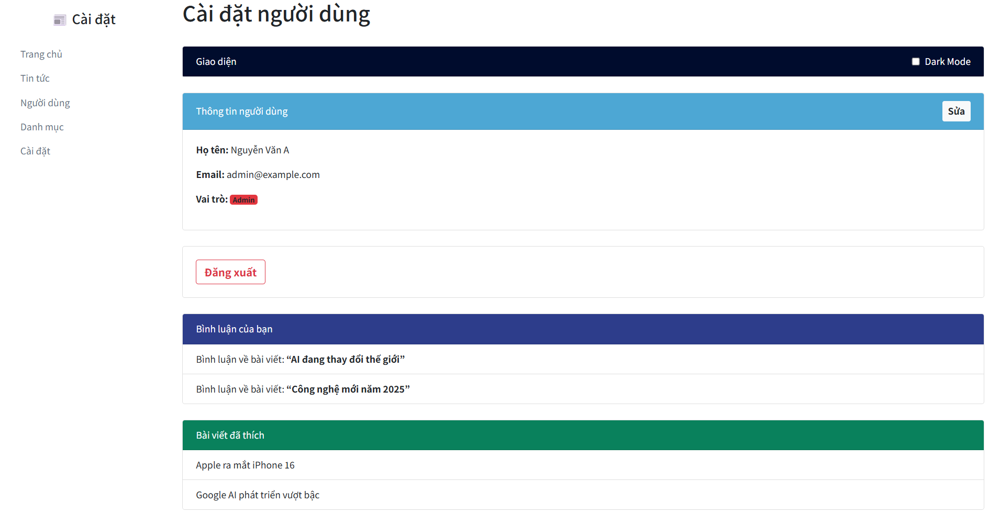 Cài đặt
Trang chủ
Tin tức
Người dùng
Danh mục
Cài đặt
Cài đặt người dùng
Giao diện
Dark Mode
Thông tin người dùng
Sửa
Họ tên: Nguyễn Văn A
Email: admin@example.com
Vai trò: Admin
Đăng xuất
Bình luận của bạn
Bình luận về bài viết: “AI đang thay đổi thế giới”
Bình luận về bài viết: “Công nghệ mới năm 2025”
Bài viết đã thích
Apple ra mắt iPhone 16
Google AI phát triển vượt bậc